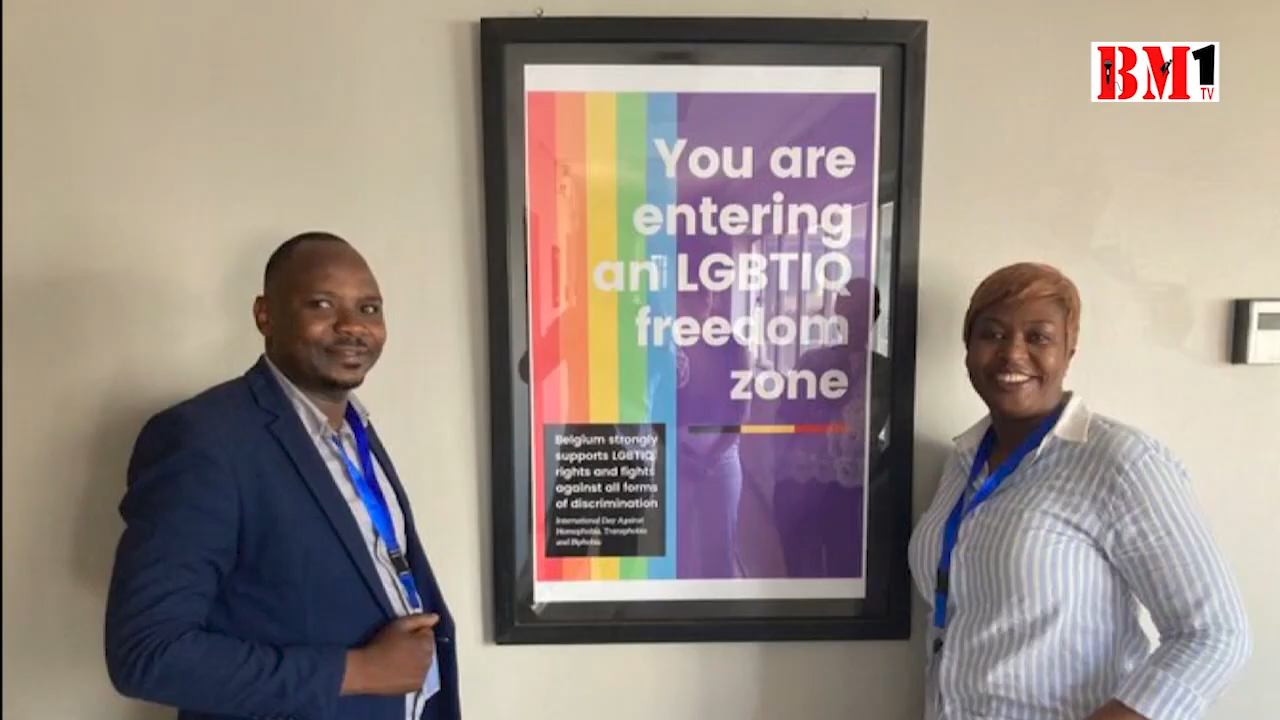 BM1
TV
You are
entering
an LGBTIQ
freedom
zone
Belgium strongly
supports LGBTIQ
rights and fights
against all forms
of discrimination
International Day Against
Homophobia, Transphobia
and Biphobia